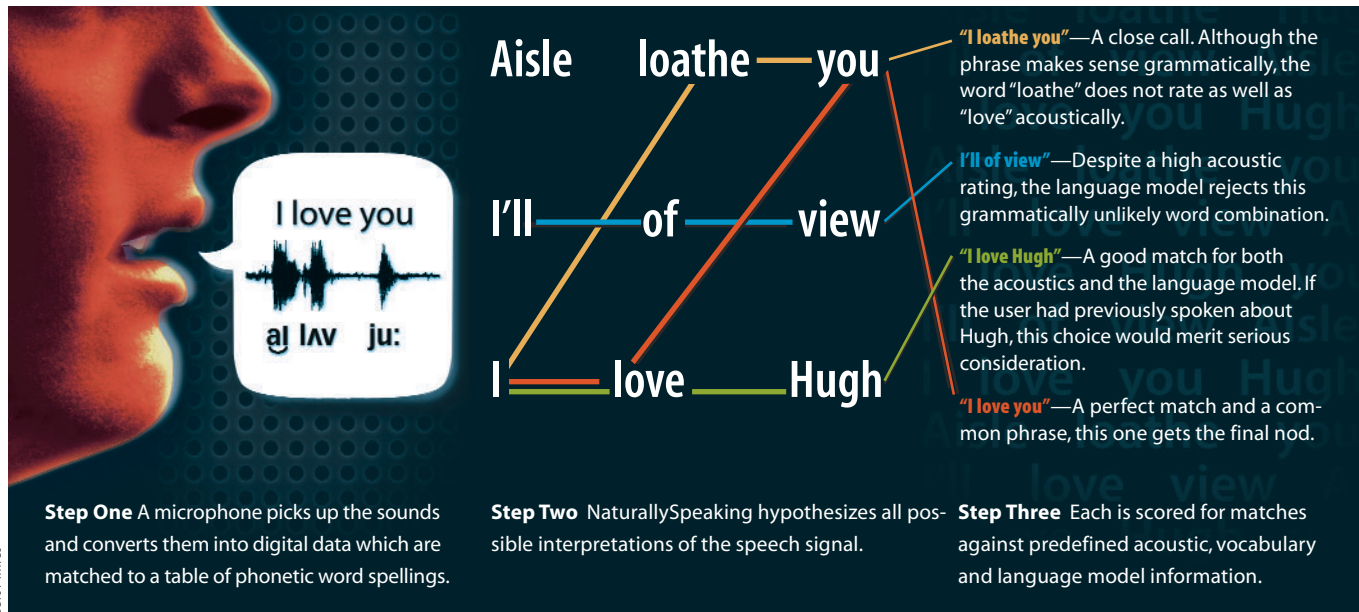 I love you
aɪ lʌv ju:
Aisle loathe you
I'll of view
I love Hugh
“I loathe you”—A close call. Although the
phrase makes sense grammatically, the
word “loathe” does not rate as well as
“love” acoustically.
I'll of view”—Despite a high acoustic
rating, the language model rejects this
grammatically unlikely word combination.
“I love Hugh”—A good match for both
the acoustics and the language model. If
the user had previously spoken about
Hugh, this choice would merit serious
consideration.
“I love you”—A perfect match and a com-
mon phrase, this one gets the final nod.
Step One A microphone picks up the sounds
and converts them into digital data which are
matched to a table of phonetic word spellings.
Step Two NaturallySpeaking hypothesizes all pos-
sible interpretations of the speech signal.
Step Three Each is scored for matches
against predefined acoustic, vocabulary
and language model information.